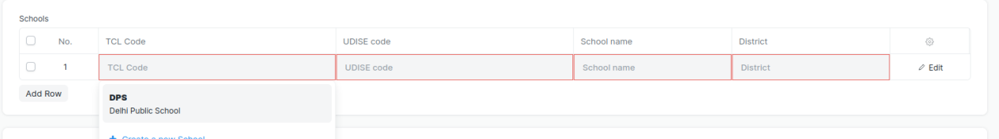 Schools
No. TCL Code UDISE code School name District
1 TCL Code UDISE code School name District Edit
Add Row
DPS
Delhi Public School
+ Create a new School